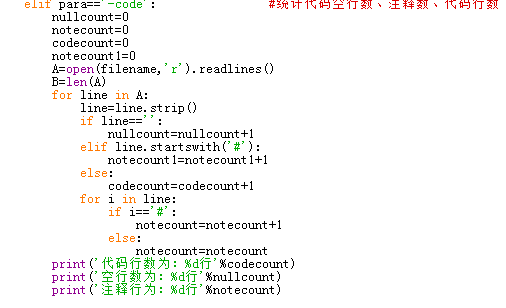 elif para=='-code':                #统计代码空行数、注释数、代码行数
    nullcount=0
    notecount=0
    codecount=0
    notecount1=0
    A=open(filename,'r').readlines()
    B=len(A)
    for line in A:
        line=line.strip()
        if line=='':
            nullcount=nullcount+1
        elif line.startswith('#'):
            notecount1=notecount1+1
        else:
            codecount=codecount+1
        for i in line:
            if i=='#':
                notecount=notecount+1
            else:
                notecount=notecount
    print('代码行数为: %d行'%codecount)
    print('空行数为: %d行'%nullcount)
    print('注释行为: %d行'%notecount)